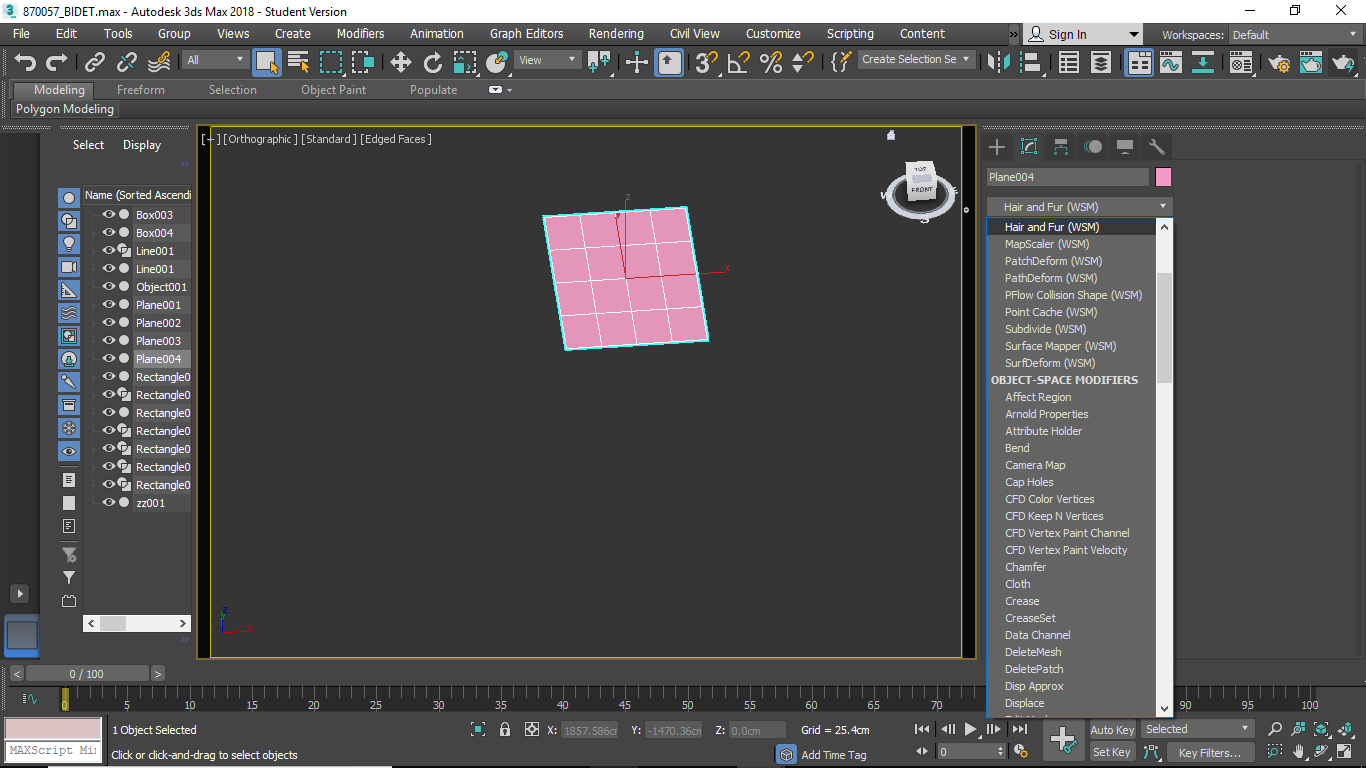 870057_BIDET.max - Autodesk 3ds Max 2018 - Student Version
File Edit Tools Group Views Create Modifiers Animation Graph Editors Rendering Civil View Customize Scripting Content » Sign In Workspaces: Default
All View Create Selection Se
Modeling Freeform Selection Object Paint Populate
Polygon Modeling
Select Display
Name (Sorted Ascendi
Box003
Box004
Line001
Line001
Object001
Plane001
Plane002
Plane003
Plane004
Rectangle0
Rectangle0
Rectangle0
Rectangle0
Rectangle0
Rectangle0
Rectangle0
zz001
[+] [Orthographic] [Standard] [Edged Faces]
TOP
FRONT
z
x
z
x
Plane004
Hair and Fur (WSM)
Hair and Fur (WSM)
MapScaler (WSM)
PatchDeform (WSM)
PathDeform (WSM)
PFlow Collision Shape (WSM)
Point Cache (WSM)
Subdivide (WSM)
Surface Mapper (WSM)
SurfDeform (WSM)
OBJECT-SPACE MODIFIERS
Affect Region
Arnold Properties
Attribute Holder
Bend
Camera Map
Cap Holes
CFD Color Vertices
CFD Keep N Vertices
CFD Vertex Paint Channel
CFD Vertex Paint Velocity
Chamfer
Cloth
Crease
CreaseSet
Data Channel
DeleteMesh
DeletePatch
Disp Approx
Displace
< 0 / 100 >
0 5 10 15 20 25 30 35 40 45 50 55 60 65 70 90 95 100
1 Object Selected X: 1857.586cm Y: -1470.36cm Z: 0.0cm Grid = 25.4cm Auto Key Selected
MAXScript Mi Click or click-and-drag to select objects Add Time Tag 0 Set Key Key Filters...